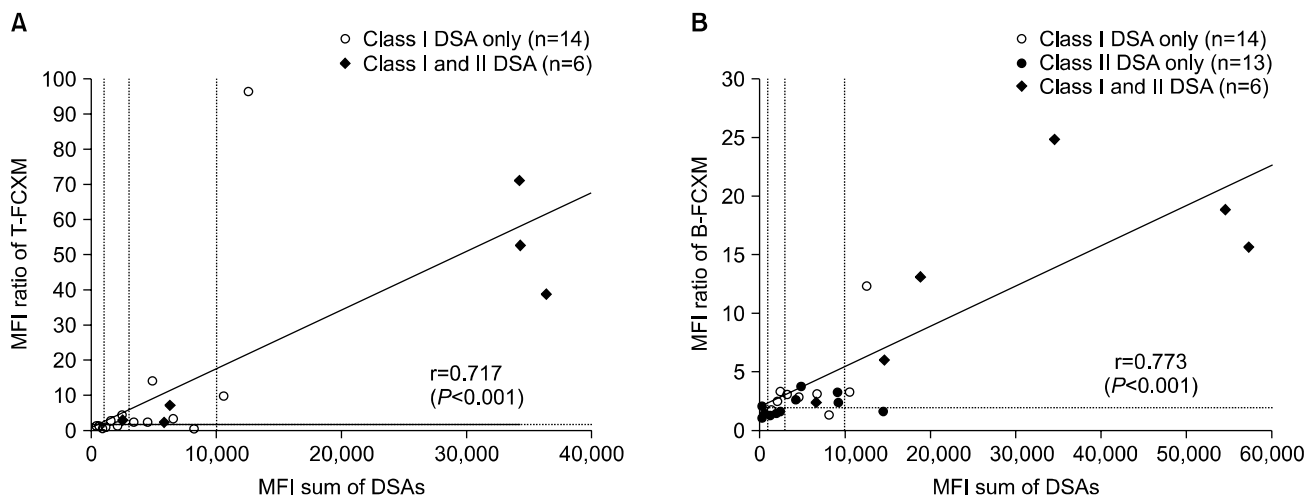 A
Class I DSA only (n=14)
Class I and II DSA (n=6)
MFI ratio of T-FCXM
100
90
80
70
60
50
40
30
20
10
0
r=0.717
(P<0.001)
0 10,000 20,000 30,000 40,000
MFI sum of DSAs
B
Class I DSA only (n=14)
Class II DSA only (n=13)
Class I and II DSA (n=6)
MFI ratio of B-FCXM
30
25
20
15
10
5
0
r=0.773
(P<0.001)
0 10,000 20,000 30,000 40,000 50,000 60,000
MFI sum of DSAs